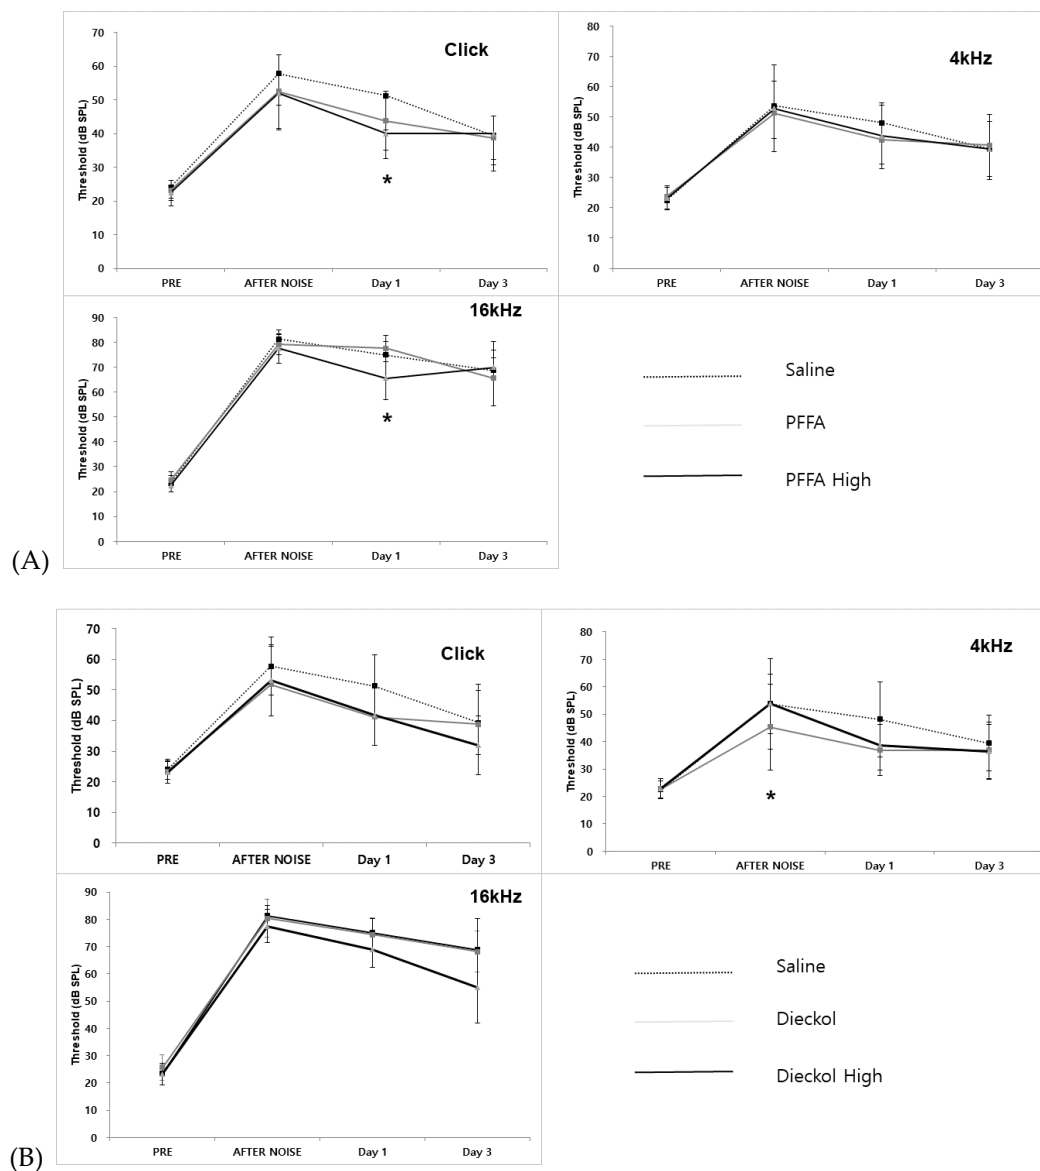 Click
Threshold (dB SPL)
70
60
50
40
30
20
10
0
PRE AFTER NOISE Day 1 Day 3
*
4kHz
Threshold (dB SPL)
80
70
60
50
40
30
20
10
0
PRE AFTER NOISE Day 1 Day 3
16kHz
Threshold (dB SPL)
90
80
70
60
50
40
30
20
10
0
PRE AFTER NOISE Day 1 Day 3
*
Saline
PFFA
PFFA High
(A)
Click
Threshold (dB SPL)
70
60
50
40
30
20
10
0
PRE AFTER NOISE Day 1 Day 3
4kHz
Threshold (dB SPL)
80
70
60
50
40
30
20
10
0
PRE AFTER NOISE Day 1 Day 3
*
16kHz
Threshold (dB SPL)
90
80
70
60
50
40
30
20
10
0
PRE AFTER NOISE Day 1 Day 3
Saline
Dieckol
Dieckol High
(B)